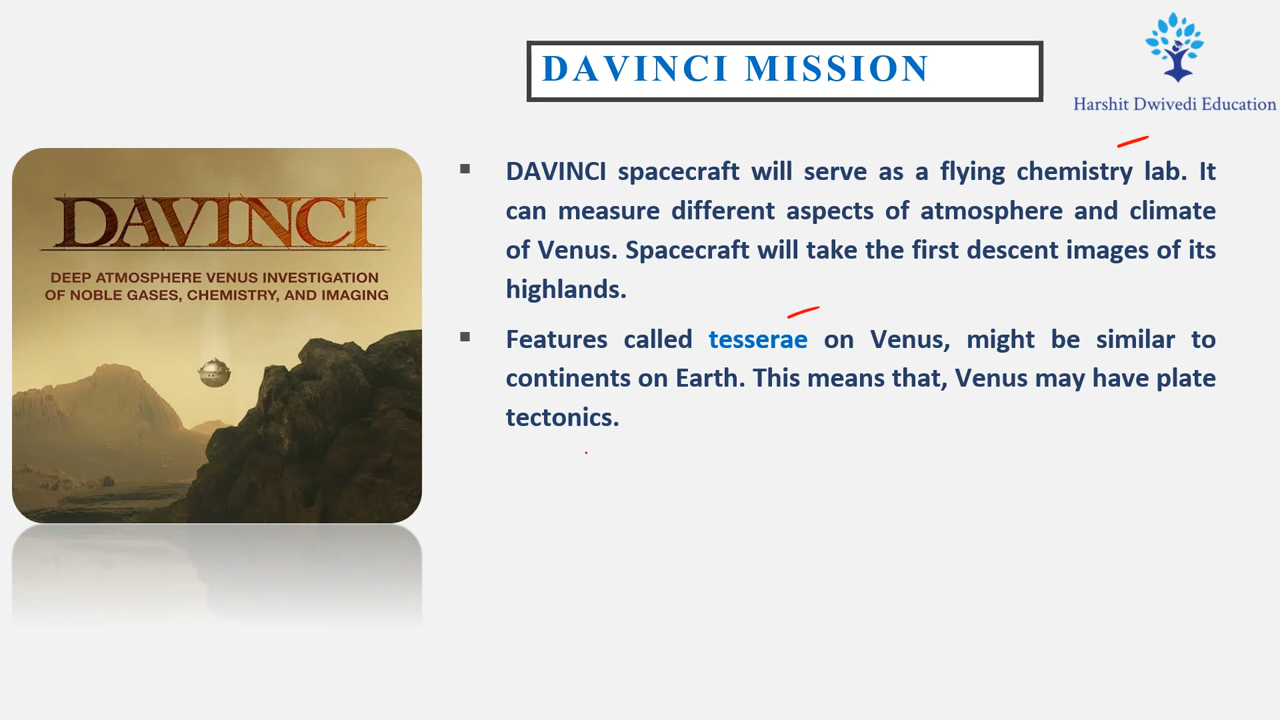 DAVINCI MISSION
Harshit Dwivedi Education
DAVINCI
DEEP ATMOSPHERE VENUS INVESTIGATION
OF NOBLE GASES, CHEMISTRY, AND IMAGING
▪ DAVINCI spacecraft will serve as a flying chemistry lab. It
can measure different aspects of atmosphere and climate
of Venus. Spacecraft will take the first descent images of its
highlands.
▪ Features called tesserae on Venus, might be similar to
continents on Earth. This means that, Venus may have plate
tectonics.